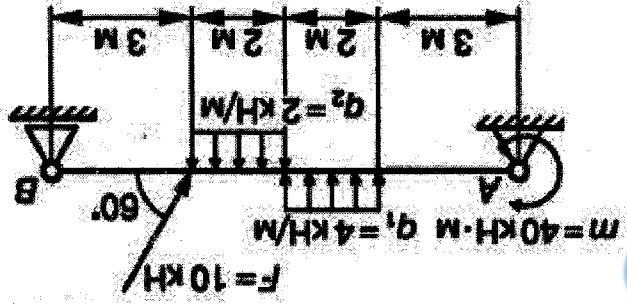 F = 10 кН
m = 40 кН·м q₁ = 4 кН/м
60°
A B
q₂ = 2 кН/м
3 м 2 м 2 м 3 м